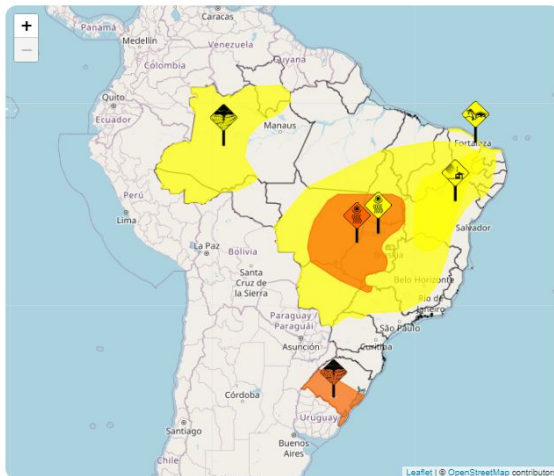 +
−
Panamá
Caracas
Medellín
Venezuela
Colombia
Guyana
Quito
Ecuador
Manaus
Fortaleza
Perú
Lima
Salvador
La Paz
Bolivia
Santa
Cruz de
la Sierra
Belo Horizonte
Rio de
Janeiro
Paraguay /
Paraguái
São Paulo
Asunción
Curitiba
Córdoba
Uruguay
Santiago
Buenos
Aires
Chile
Leaflet | © OpenStreetMap contributors